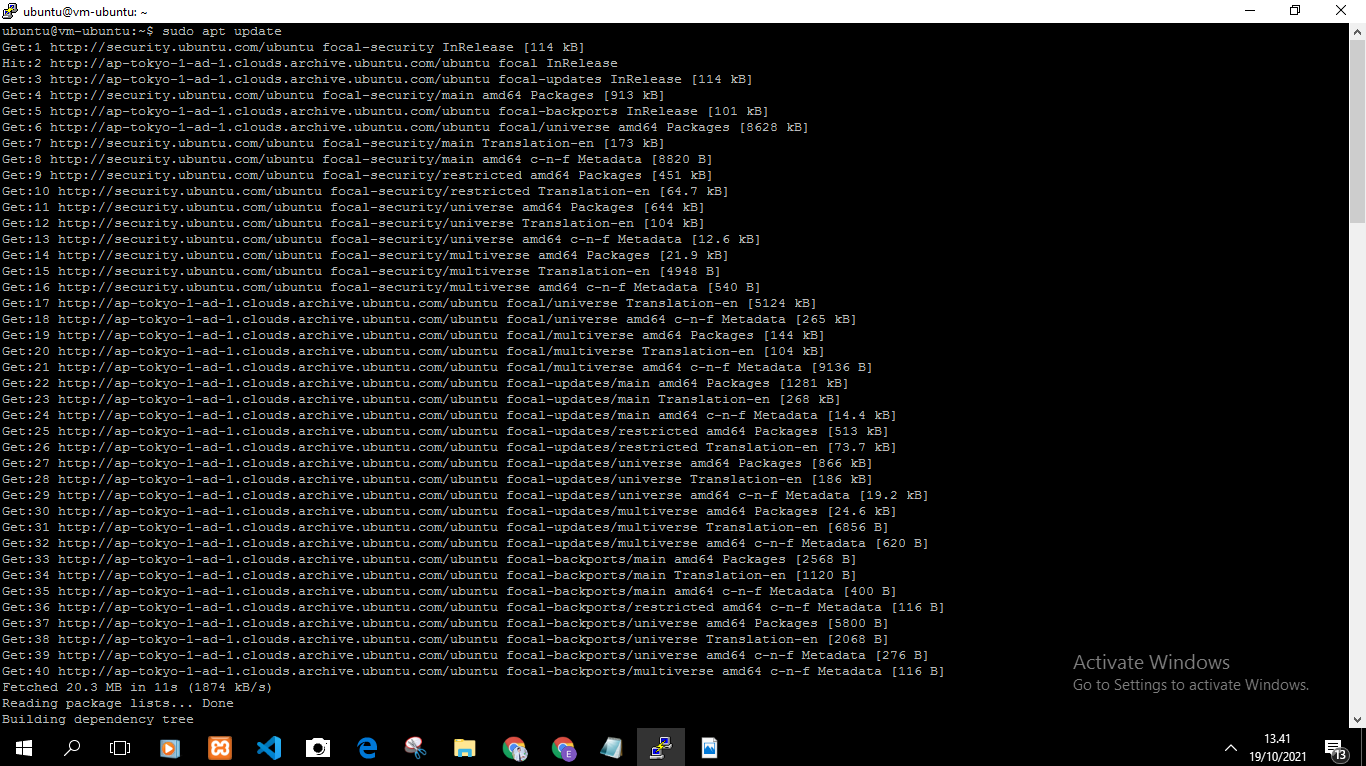 ubuntu@vm-ubuntu: ~
ubuntu@vm-ubuntu:~$ sudo apt update
Get:1 http://security.ubuntu.com/ubuntu focal-security InRelease [114 kB]
Hit:2 http://ap-tokyo-1-ad-1.clouds.archive.ubuntu.com/ubuntu focal InRelease
Get:3 http://ap-tokyo-1-ad-1.clouds.archive.ubuntu.com/ubuntu focal-updates InRelease [114 kB]
Get:4 http://security.ubuntu.com/ubuntu focal-security/main amd64 Packages [913 kB]
Get:5 http://ap-tokyo-1-ad-1.clouds.archive.ubuntu.com/ubuntu focal-backports InRelease [101 kB]
Get:6 http://ap-tokyo-1-ad-1.clouds.archive.ubuntu.com/ubuntu focal/universe amd64 Packages [8628 kB]
Get:7 http://security.ubuntu.com/ubuntu focal-security/main Translation-en [173 kB]
Get:8 http://security.ubuntu.com/ubuntu focal-security/main amd64 c-n-f Metadata [8820 B]
Get:9 http://security.ubuntu.com/ubuntu focal-security/restricted amd64 Packages [451 kB]
Get:10 http://security.ubuntu.com/ubuntu focal-security/restricted Translation-en [64.7 kB]
Get:11 http://security.ubuntu.com/ubuntu focal-security/universe amd64 Packages [644 kB]
Get:12 http://security.ubuntu.com/ubuntu focal-security/universe Translation-en [104 kB]
Get:13 http://security.ubuntu.com/ubuntu focal-security/universe amd64 c-n-f Metadata [12.6 kB]
Get:14 http://security.ubuntu.com/ubuntu focal-security/multiverse amd64 Packages [21.9 kB]
Get:15 http://security.ubuntu.com/ubuntu focal-security/multiverse Translation-en [4948 B]
Get:16 http://security.ubuntu.com/ubuntu focal-security/multiverse amd64 c-n-f Metadata [540 B]
Get:17 http://ap-tokyo-1-ad-1.clouds.archive.ubuntu.com/ubuntu focal/universe Translation-en [5124 kB]
Get:18 http://ap-tokyo-1-ad-1.clouds.archive.ubuntu.com/ubuntu focal/universe amd64 c-n-f Metadata [265 kB]
Get:19 http://ap-tokyo-1-ad-1.clouds.archive.ubuntu.com/ubuntu focal/multiverse amd64 Packages [144 kB]
Get:20 http://ap-tokyo-1-ad-1.clouds.archive.ubuntu.com/ubuntu focal/multiverse Translation-en [104 kB]
Get:21 http://ap-tokyo-1-ad-1.clouds.archive.ubuntu.com/ubuntu focal/multiverse amd64 c-n-f Metadata [9136 B]
Get:22 http://ap-tokyo-1-ad-1.clouds.archive.ubuntu.com/ubuntu focal-updates/main amd64 Packages [1281 kB]
Get:23 http://ap-tokyo-1-ad-1.clouds.archive.ubuntu.com/ubuntu focal-updates/main Translation-en [268 kB]
Get:24 http://ap-tokyo-1-ad-1.clouds.archive.ubuntu.com/ubuntu focal-updates/main amd64 c-n-f Metadata [14.4 kB]
Get:25 http://ap-tokyo-1-ad-1.clouds.archive.ubuntu.com/ubuntu focal-updates/restricted amd64 Packages [513 kB]
Get:26 http://ap-tokyo-1-ad-1.clouds.archive.ubuntu.com/ubuntu focal-updates/restricted Translation-en [73.7 kB]
Get:27 http://ap-tokyo-1-ad-1.clouds.archive.ubuntu.com/ubuntu focal-updates/universe amd64 Packages [866 kB]
Get:28 http://ap-tokyo-1-ad-1.clouds.archive.ubuntu.com/ubuntu focal-updates/universe Translation-en [186 kB]
Get:29 http://ap-tokyo-1-ad-1.clouds.archive.ubuntu.com/ubuntu focal-updates/universe amd64 c-n-f Metadata [19.2 kB]
Get:30 http://ap-tokyo-1-ad-1.clouds.archive.ubuntu.com/ubuntu focal-updates/multiverse amd64 Packages [24.6 kB]
Get:31 http://ap-tokyo-1-ad-1.clouds.archive.ubuntu.com/ubuntu focal-updates/multiverse Translation-en [6856 B]
Get:32 http://ap-tokyo-1-ad-1.clouds.archive.ubuntu.com/ubuntu focal-updates/multiverse amd64 c-n-f Metadata [620 B]
Get:33 http://ap-tokyo-1-ad-1.clouds.archive.ubuntu.com/ubuntu focal-backports/main amd64 Packages [2568 B]
Get:34 http://ap-tokyo-1-ad-1.clouds.archive.ubuntu.com/ubuntu focal-backports/main Translation-en [1120 B]
Get:35 http://ap-tokyo-1-ad-1.clouds.archive.ubuntu.com/ubuntu focal-backports/main amd64 c-n-f Metadata [400 B]
Get:36 http://ap-tokyo-1-ad-1.clouds.archive.ubuntu.com/ubuntu focal-backports/restricted amd64 c-n-f Metadata [116 B]
Get:37 http://ap-tokyo-1-ad-1.clouds.archive.ubuntu.com/ubuntu focal-backports/universe amd64 Packages [5800 B]
Get:38 http://ap-tokyo-1-ad-1.clouds.archive.ubuntu.com/ubuntu focal-backports/universe Translation-en [2068 B]
Get:39 http://ap-tokyo-1-ad-1.clouds.archive.ubuntu.com/ubuntu focal-backports/universe amd64 c-n-f Metadata [276 B]
Get:40 http://ap-tokyo-1-ad-1.clouds.archive.ubuntu.com/ubuntu focal-backports/multiverse amd64 c-n-f Metadata [116 B]
Fetched 20.3 MB in 11s (1874 kB/s)
Reading package lists... Done
Building dependency tree
Activate Windows
Go to Settings to activate Windows.
E
13.41
19/10/2021
13